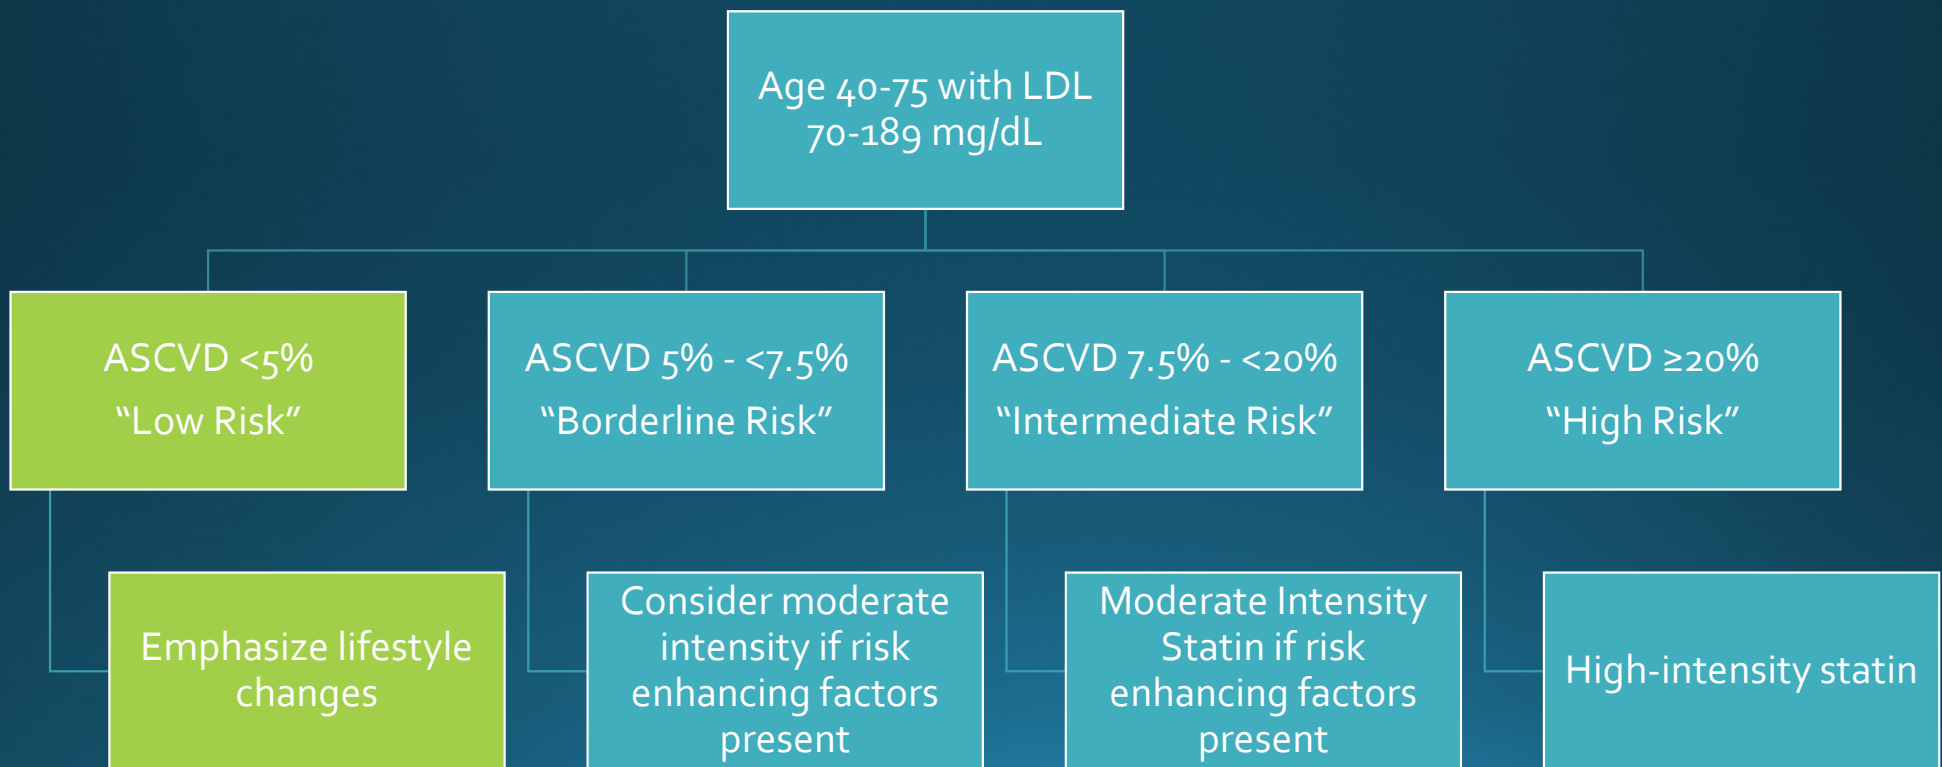 Age 40-75 with LDL
70-189 mg/dL
ASCVD <5%
“Low Risk”
ASCVD 5% - <7.5%
“Borderline Risk”
ASCVD 7.5% - <20%
“Intermediate Risk”
ASCVD ≥20%
“High Risk”
Emphasize lifestyle
changes
Consider moderate
intensity if risk
enhancing factors
present
Moderate Intensity
Statin if risk
enhancing factors
present
High-intensity statin